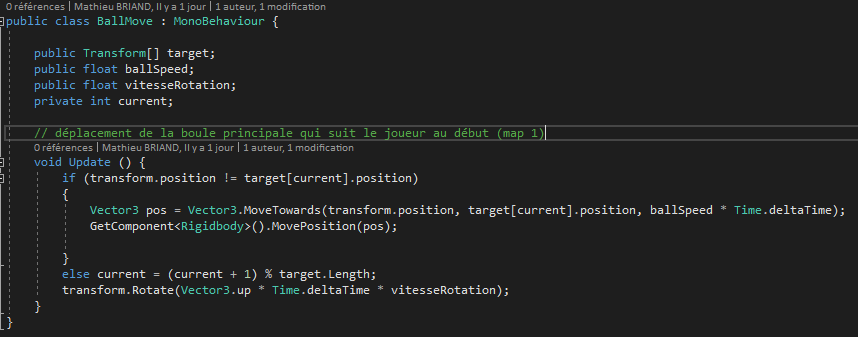 0 références | Mathieu BRIAND, Il y a 1 jour | 1 auteur, 1 modification
public class BallMove : MonoBehaviour {
public Transform[] target;
public float ballSpeed;
public float vitesseRotation;
private int current;
// déplacement de la boule principale qui suit le joueur au début (map 1)
0 références | Mathieu BRIAND, Il y a 1 jour | 1 auteur, 1 modification
void Update () {
if (transform.position != target[current].position)
{
Vector3 pos = Vector3.MoveTowards(transform.position, target[current].position, ballSpeed * Time.deltaTime);
GetComponent<Rigidbody>().MovePosition(pos);
}
else current = (current + 1) % target.Length;
transform.Rotate(Vector3.up * Time.deltaTime * vitesseRotation);
}
}